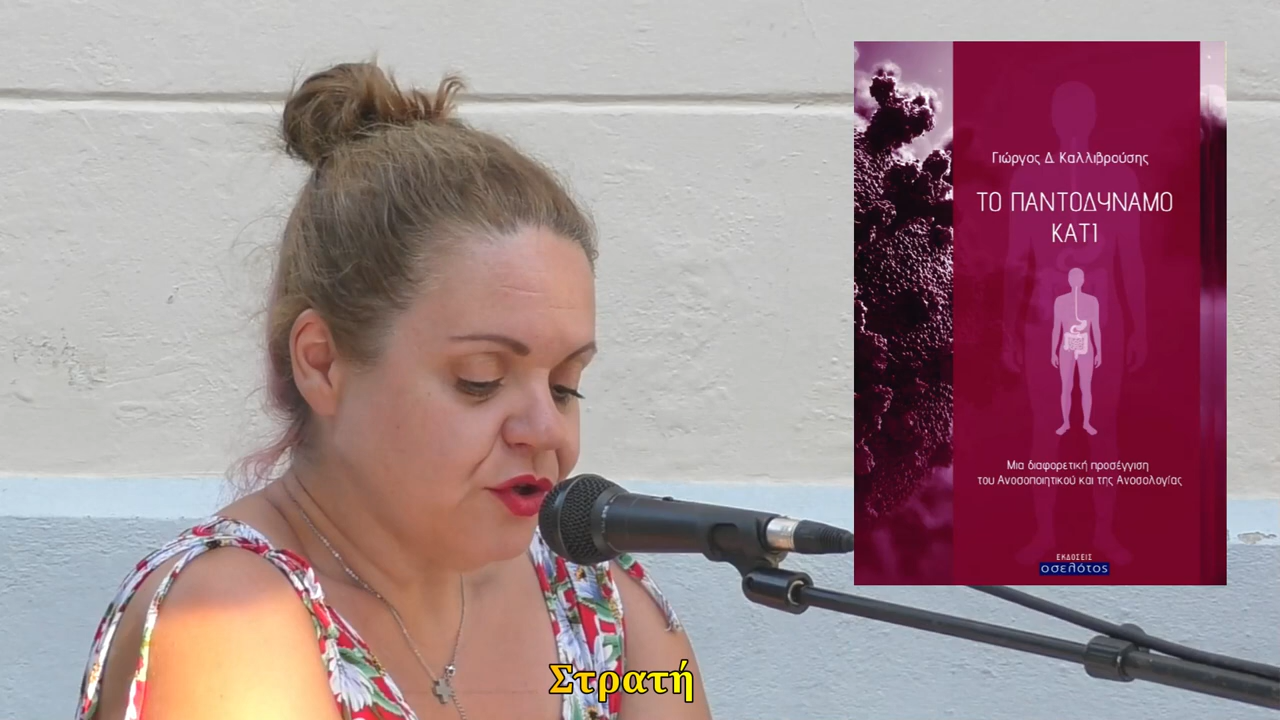 Γιώργος Δ. Καλλιβρούσης
ΤΟ ΠΑΝΤΟΔΥΝΑΜΟ
ΚΑΤΙ
Μια διαφορετική προσέγγιση
του Ανοσοποιητικού και της Ανοσολογίας
ΕΚΔΟΣΕΙΣ
οσελότος
Στρατή